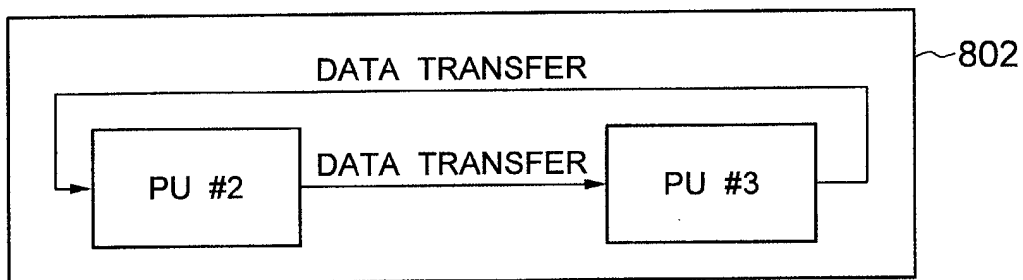 DATA TRANSFER
802
PU #2
DATA TRANSFER
PU #3